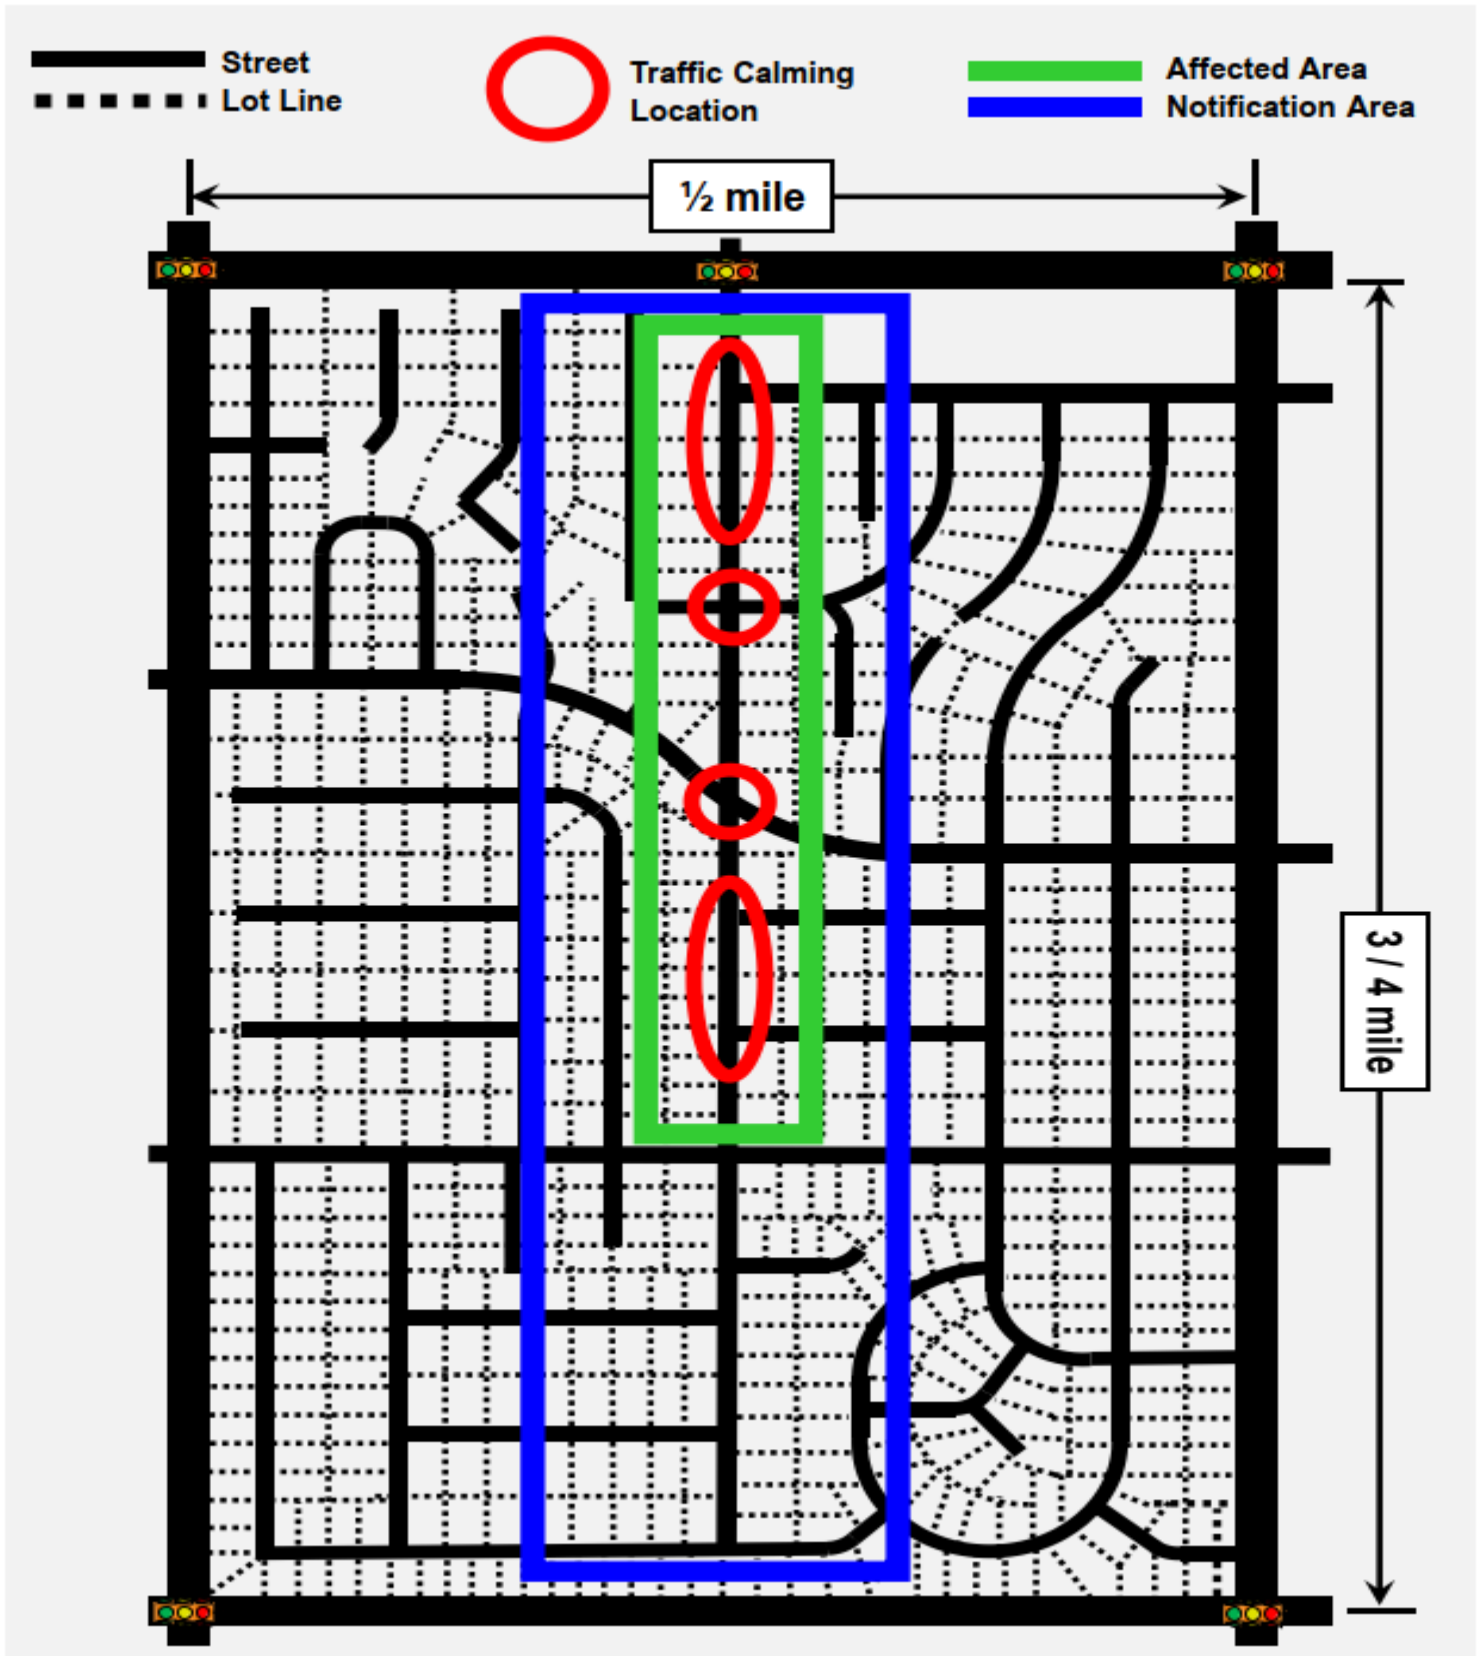 Street
Lot Line
Traffic Calming
Location
Affected Area
Notification Area
½ mile
3 / 4 mile